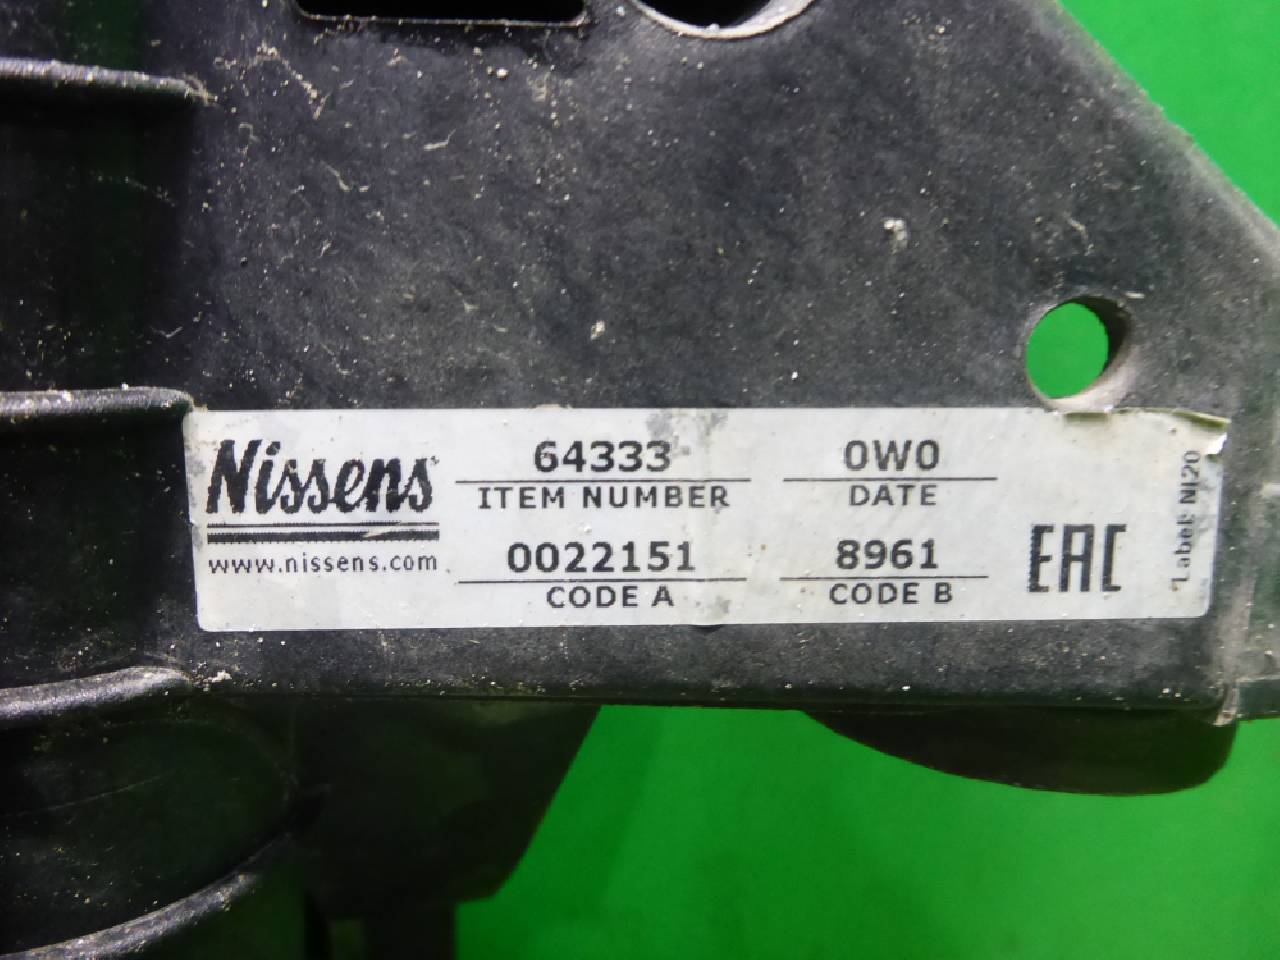 Nissens
www.nissens.com
64333
ITEM NUMBER
0W0
DATE
0022151
CODE A
8961
CODE B
EAC
Label: NI20